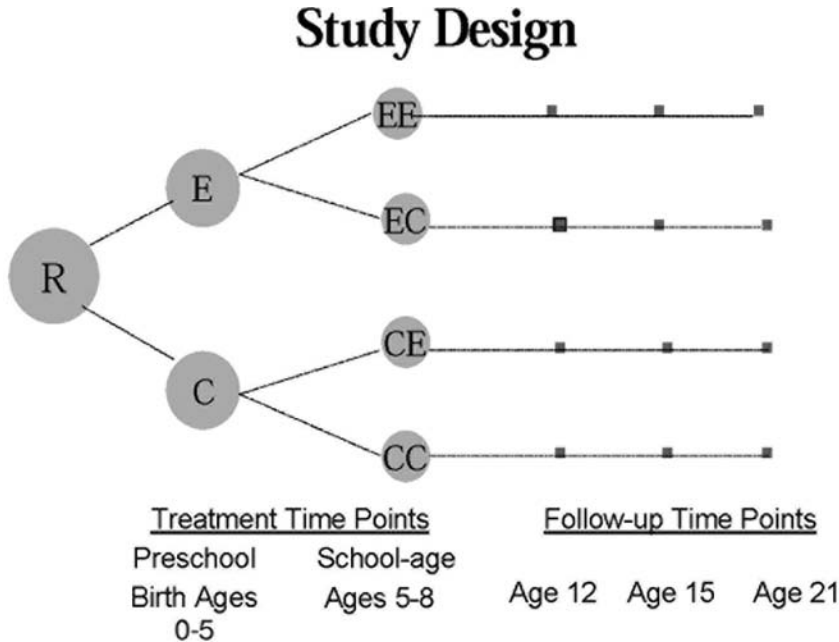 Study Design
EE
E
EC
R
CE
C
CC
Treatment Time Points Follow-up Time Points
Preschool School-age
Birth Ages Ages 5-8 Age 12 Age 15 Age 21
0-5